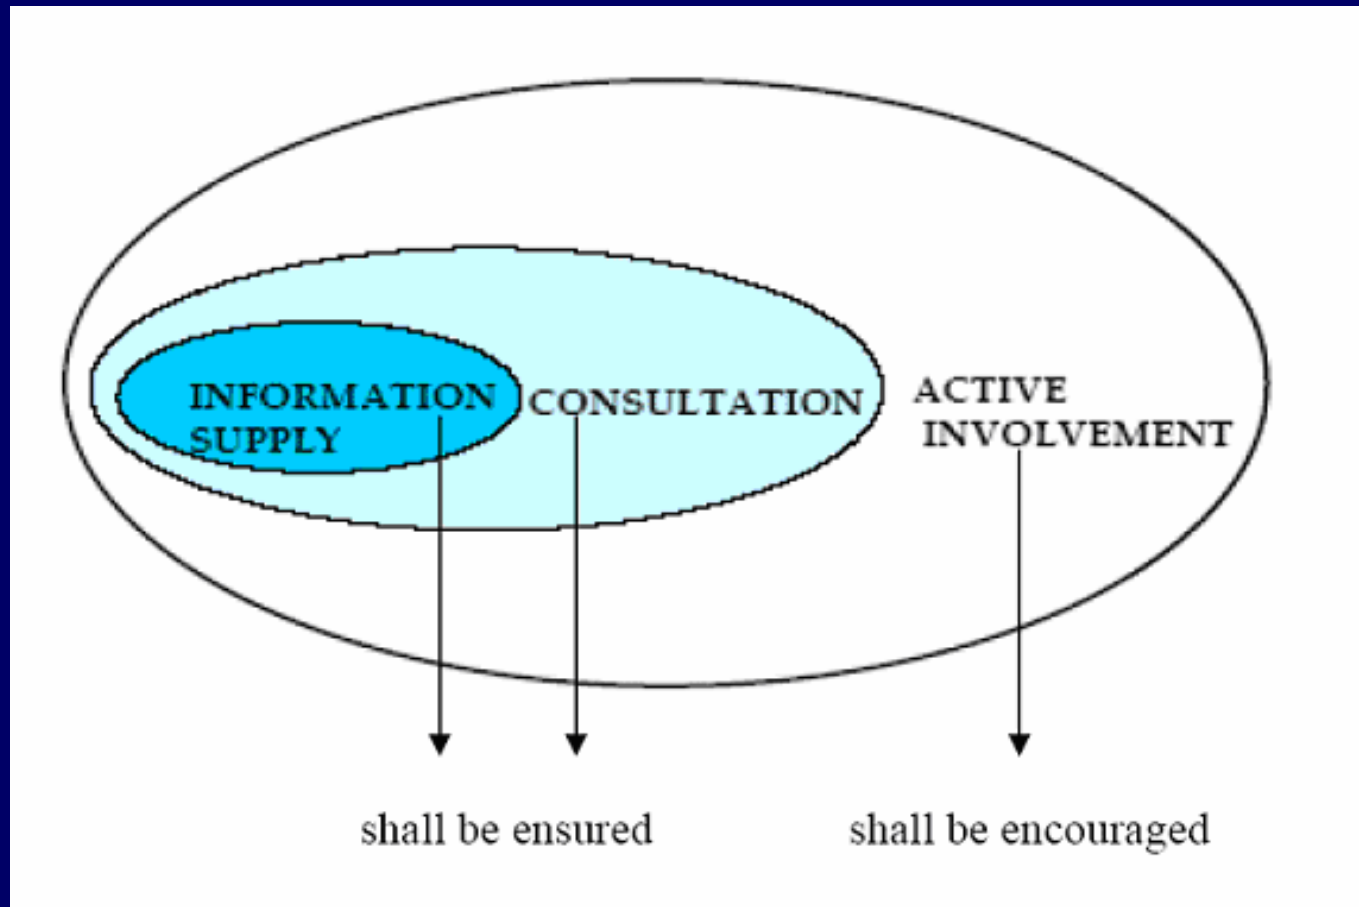 INFORMATION
SUPPLY
CONSULTATION
ACTIVE
INVOLVEMENT
shall be ensured
shall be encouraged